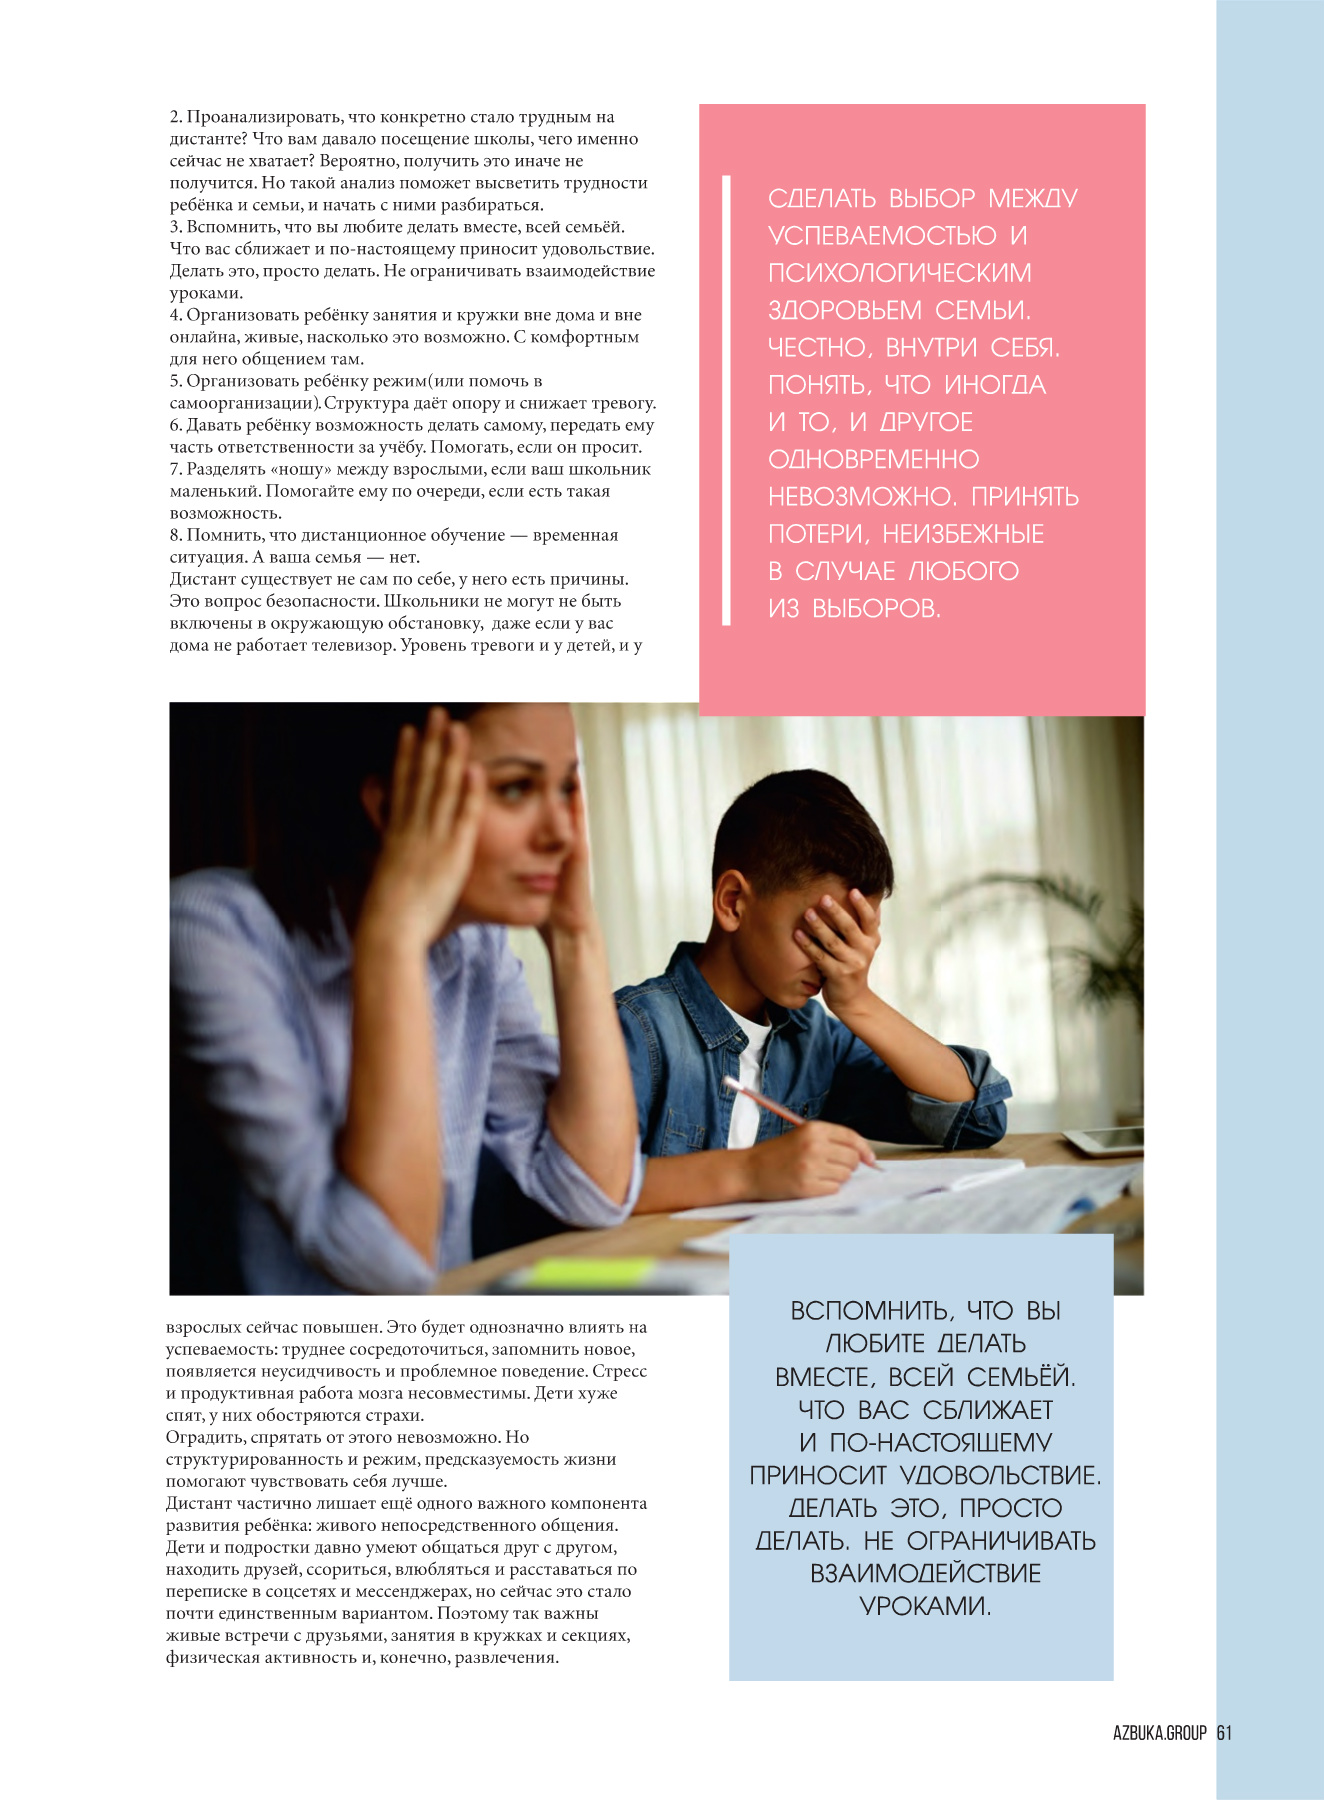 2. Проанализировать, что конкретно стало трудным на
дистанте? Что вам давало посещение школы, чего именно
сейчас не хватает? Вероятно, получить это иначе не
получится. Но такой анализ поможет высветить трудности
ребёнка и семьи, и начать с ними разбираться.
3. Вспомнить, что вы любите делать вместе, всей семьёй.
Что вас сближает и по-настоящему приносит удовольствие.
Делать это, просто делать. Не ограничивать взаимодействие
уроками.
4. Организовать ребёнку занятия и кружки вне дома и вне
онлайна, живые, насколько это возможно. С комфортным
для него общением там.
5. Организовать ребёнку режим(или помочь в
самоорганизации).Структура даёт опору и снижает тревогу.
6. Давать ребёнку возможность делать самому, передать ему
часть ответственности за учёбу. Помогать, если он просит.
7. Разделять «ношу» между взрослыми, если ваш школьник
маленький. Помогайте ему по очереди, если есть такая
возможность.
8. Помнить, что дистанционное обучение — временная
ситуация. А ваша семья — нет.
Дистант существует не сам по себе, у него есть причины.
Это вопрос безопасности. Школьники не могут не быть
включены в окружающую обстановку, даже если у вас
дома не работает телевизор. Уровень тревоги и у детей, и у
СДЕЛАТЬ ВЫБОР МЕЖДУ
УСПЕВАЕМОСТЬЮ И
ПСИХОЛОГИЧЕСКИМ
ЗДОРОВЬЕМ СЕМЬИ.
ЧЕСТНО, ВНУТРИ СЕБЯ.
ПОНЯТЬ, ЧТО ИНОГДА
И ТО, И ДРУГОЕ
ОДНОВРЕМЕННО
НЕВОЗМОЖНО. ПРИНЯТЬ
ПОТЕРИ, НЕИЗБЕЖНЫЕ
В СЛУЧАЕ ЛЮБОГО
ИЗ ВЫБОРОВ.
взрослых сейчас повышен. Это будет однозначно влиять на
успеваемость: труднее сосредоточиться, запомнить новое,
появляется неусидчивость и проблемное поведение. Стресс
и продуктивная работа мозга несовместимы. Дети хуже
спят, у них обостряются страхи.
Оградить, спрятать от этого невозможно. Но
структурированность и режим, предсказуемость жизни
помогают чувствовать себя лучше.
Дистант частично лишает ещё одного важного компонента
развития ребёнка: живого непосредственного общения.
Дети и подростки давно умеют общаться друг с другом,
находить друзей, ссориться, влюбляться и расставаться по
переписке в соцсетях и мессенджерах, но сейчас это стало
почти единственным вариантом. Поэтому так важны
живые встречи с друзьями, занятия в кружках и секциях,
физическая активность и, конечно, развлечения.
ВСПОМНИТЬ, ЧТО ВЫ
ЛЮБИТЕ ДЕЛАТЬ
ВМЕСТЕ, ВСЕЙ СЕМЬЁЙ.
ЧТО ВАС СБЛИЖАЕТ
И ПО-НАСТОЯЩЕМУ
ПРИНОСИТ УДОВОЛЬСТВИЕ.
ДЕЛАТЬ ЭТО, ПРОСТО
ДЕЛАТЬ. НЕ ОГРАНИЧИВАТЬ
ВЗАИМОДЕЙСТВИЕ
УРОКАМИ.
AZBUKA.GROUP 61